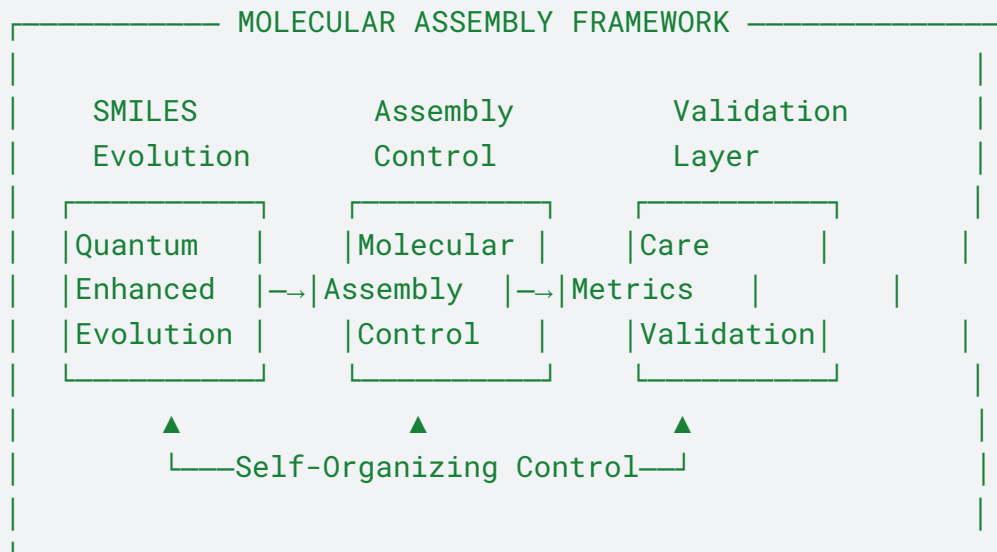 MOLECULAR ASSEMBLY FRAMEWORK
SMILES Assembly Validation
Evolution Control Layer
Quantum Molecular Care
Enhanced Assembly Metrics
Evolution Control Validation
Self-Organizing Control